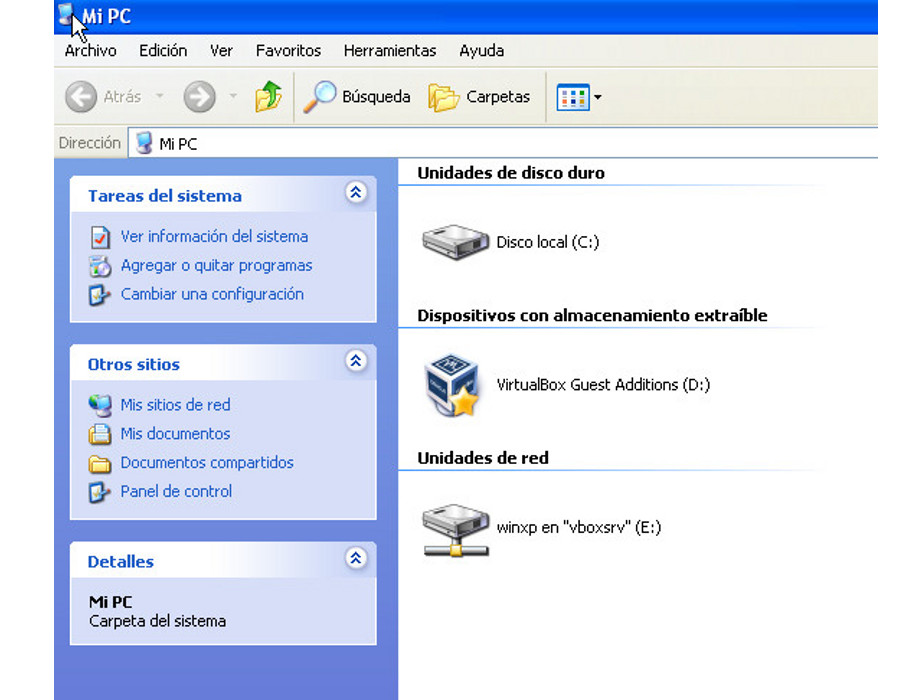 Mi PC
Archivo Edición Ver Favoritos Herramientas Ayuda
Atrás Búsqueda Carpetas
Dirección Mi PC
Tareas del sistema
Ver información del sistema
Agregar o quitar programas
Cambiar una configuración
Otros sitios
Mis sitios de red
Mis documentos
Documentos compartidos
Panel de control
Detalles
Mi PC
Carpeta del sistema
Unidades de disco duro
Disco local (C:)
Dispositivos con almacenamiento extraíble
VirtualBox Guest Additions (D:)
Unidades de red
winxp en "vboxsrv" (E:)